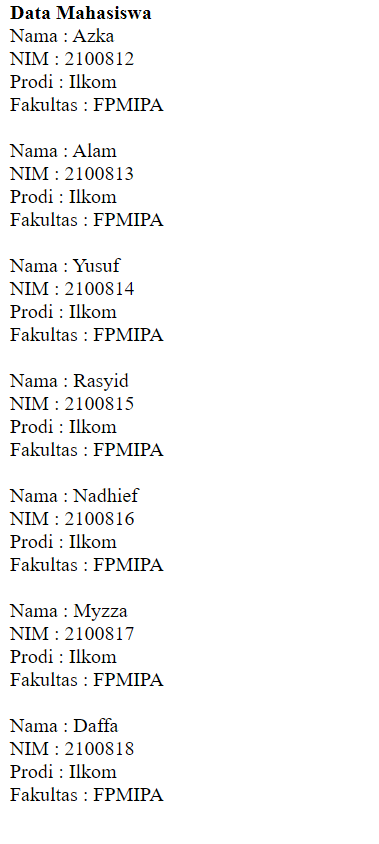 Data Mahasiswa
Nama : Azka
NIM : 2100812
Prodi : Ilkom
Fakultas : FPMIPA
Nama : Alam
NIM : 2100813
Prodi : Ilkom
Fakultas : FPMIPA
Nama : Yusuf
NIM : 2100814
Prodi : Ilkom
Fakultas : FPMIPA
Nama : Rasyid
NIM : 2100815
Prodi : Ilkom
Fakultas : FPMIPA
Nama : Nadhief
NIM : 2100816
Prodi : Ilkom
Fakultas : FPMIPA
Nama : Myzza
NIM : 2100817
Prodi : Ilkom
Fakultas : FPMIPA
Nama : Daffa
NIM : 2100818
Prodi : Ilkom
Fakultas : FPMIPA